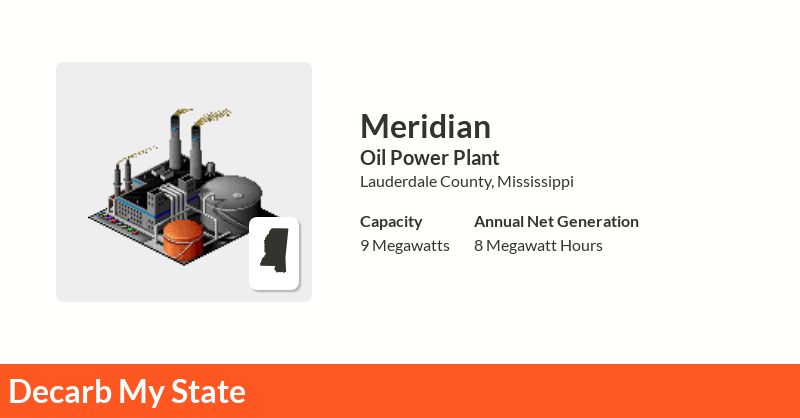 Meridian
Oil Power Plant
Lauderdale County, Mississippi
Capacity Annual Net Generation
9 Megawatts 8 Megawatt Hours
Decarb My State